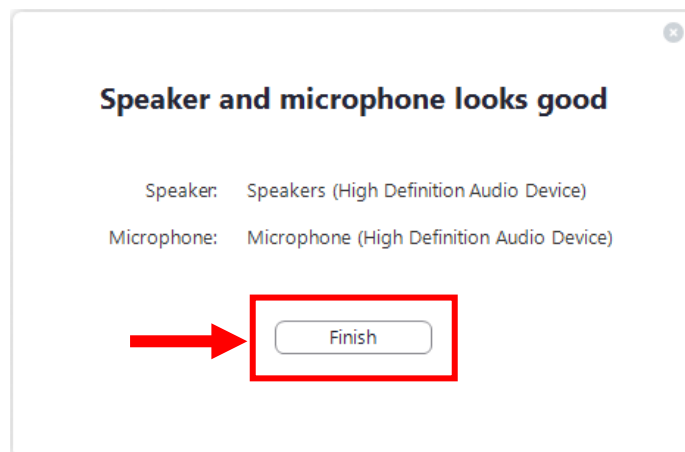 Speaker and microphone looks good
Speaker: Speakers (High Definition Audio Device)
Microphone: Microphone (High Definition Audio Device)
Finish